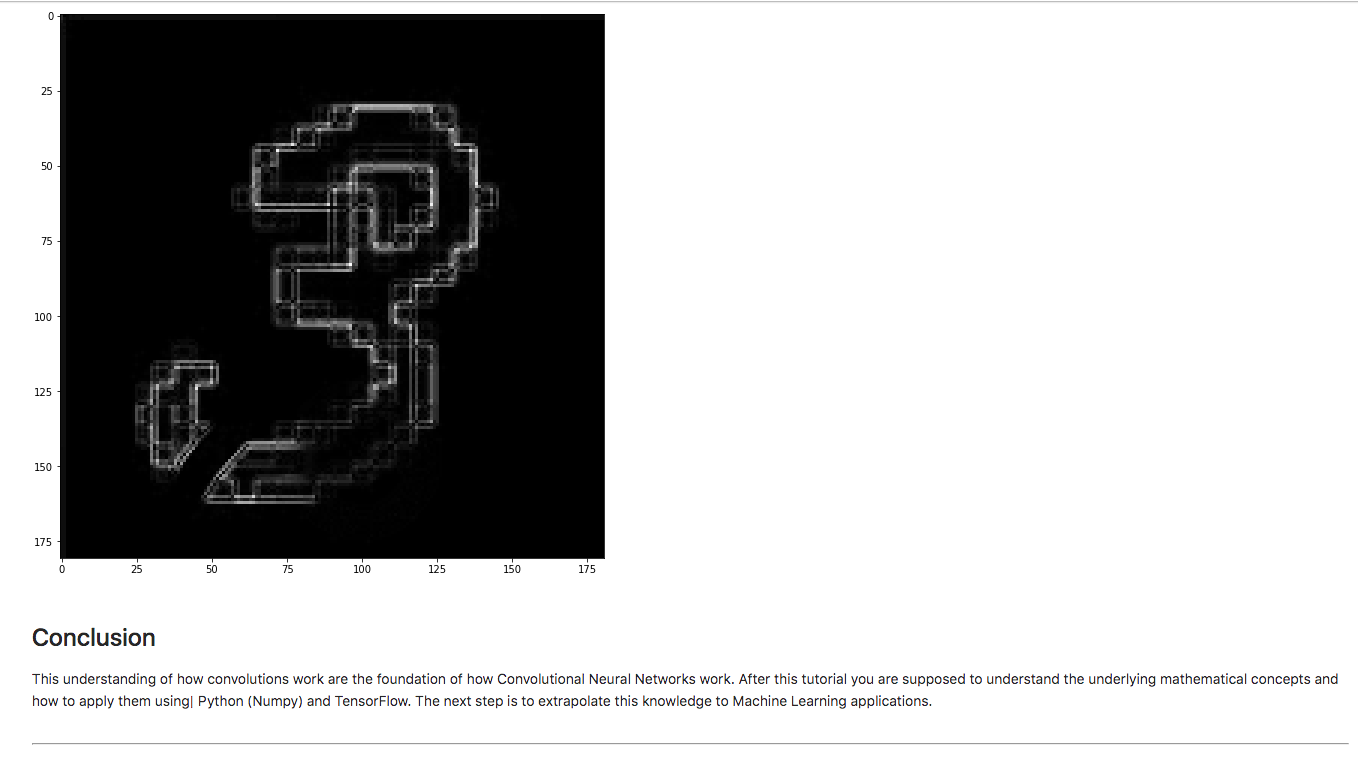 0
25
50
75
100
125
150
175
0 25 50 75 100 125 150 175
Conclusion
This understanding of how convolutions work are the foundation of how Convolutional Neural Networks work. After this tutorial you are supposed to understand the underlying mathematical concepts and
how to apply them using| Python (Numpy) and TensorFlow. The next step is to extrapolate this knowledge to Machine Learning applications.